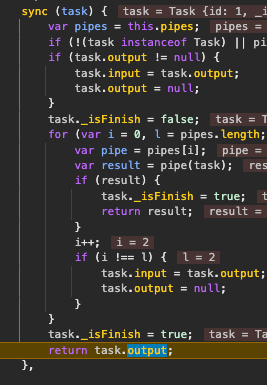 sync (task) { task = Task {id: 1, _i
var pipes = this.pipes; pipes =
if (!(task instanceof Task) || pi
if (task.output != null) {
task.input = task.output;
task.output = null;
}
task._isFinish = false; task = T
for (var i = 0, l = pipes.length;
var pipe = pipes[i]; pipe =
var result = pipe(task); res
if (result) {
task._isFinish = true; t
return result; result =
}
i++; i = 2
if (i !== l) { l = 2
task.input = task.output;
task.output = null;
}
}
task._isFinish = true; task = Ta
return task.output;
},